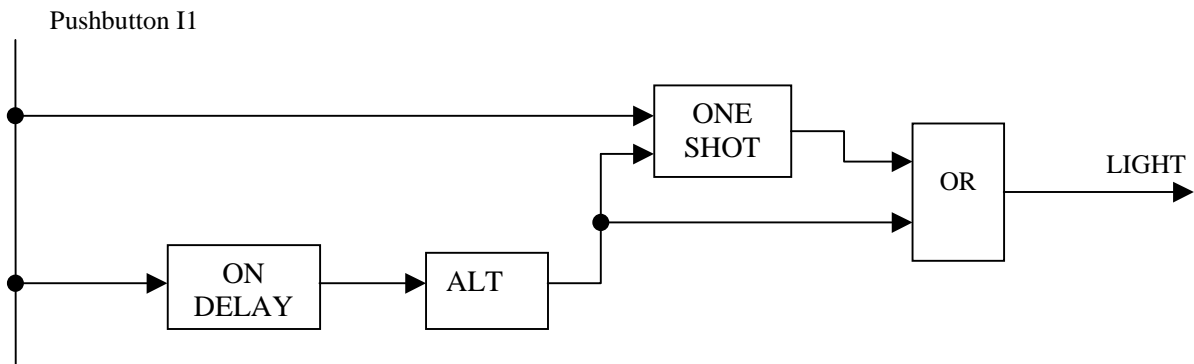 Pushbutton I1
ONE
SHOT
OR
LIGHT
ON
DELAY
ALT